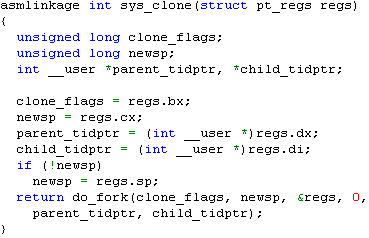 asmlinkage int sys_clone(struct pt_regs regs)
{
  unsigned long clone_flags;
  unsigned long newsp;
  int __user *parent_tidptr, *child_tidptr;

  clone_flags = regs.bx;
  newsp = regs.cx;
  parent_tidptr = (int __user *)regs.dx;
  child_tidptr = (int __user *)regs.di;
  if (!newsp)
    newsp = regs.sp;
  return do_fork(clone_flags, newsp, &regs, 0,
    parent_tidptr, child_tidptr);
}